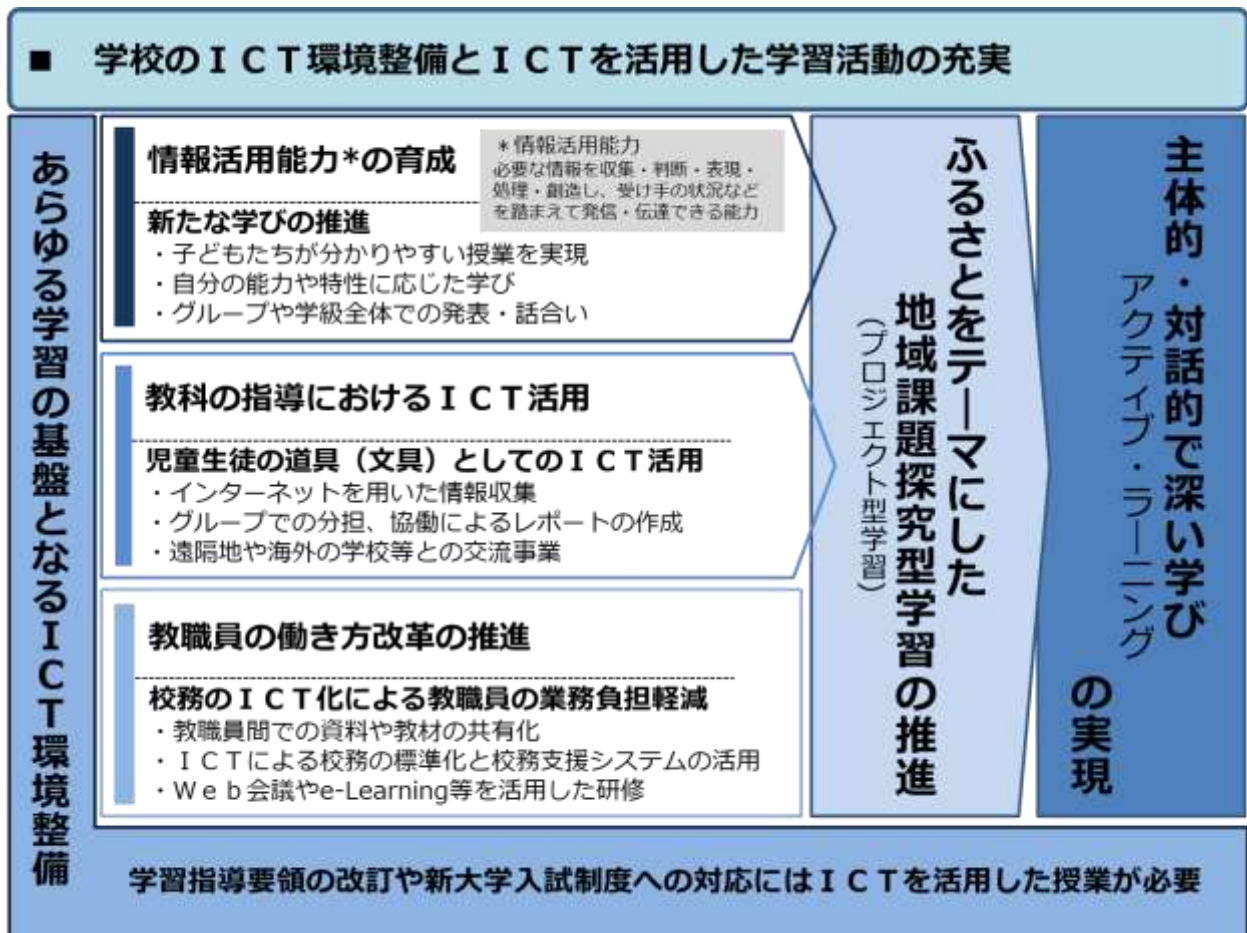 ■ 学校のＩＣＴ環境整備とＩＣＴを活用した学習活動の充実
あらゆる学習の基盤となるＩＣＴ環境整備
情報活用能力*の育成
＊情報活用能力
必要な情報を収集・判断・表現・
処理・創造し、受け手の状況など
を踏まえて発信・伝達できる能力
新たな学びの推進
・子どもたちが分かりやすい授業を実現
・自分の能力や特性に応じた学び
・グループや学級全体での発表・話合い
教科の指導におけるＩＣＴ活用
児童生徒の道具（文具）としてのＩＣＴ活用
・インターネットを用いた情報収集
・グループでの分担、協働によるレポートの作成
・遠隔地や海外の学校等との交流事業
教職員の働き方改革の推進
校務のＩＣＴ化による教職員の業務負担軽減
・教職員間での資料や教材の共有化
・ＩＣＴによる校務の標準化と校務支援システムの活用
・Ｗｅｂ会議やe-Learning等を活用した研修
ふるさとをテーマにした
地域課題探究型学習の推進
（プロジェクト型学習）
主体的・対話的で深い学び
アクティブ・ラーニング
の実現
学習指導要領の改訂や新大学入試制度への対応にはＩＣＴを活用した授業が必要